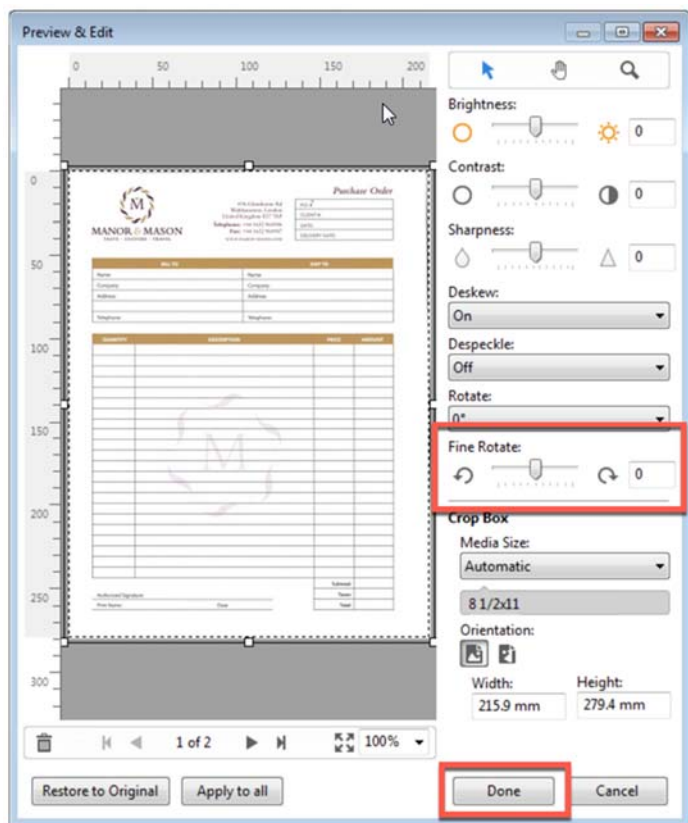 Preview & Edit
0 50 100 150 200
0
50
100
150
200
250
300
M
MANOR & MASON
Purchase Order
P.O.#
CLIENT #
DATE
DELIVERY DATE
BILL TO SHIP TO
Name Name
Company Company
Address Address
Telephone Telephone
QUANTITY DESCRIPTION PRICE AMOUNT
M
Subtotal
Authorized Signature Taxes
Print Name Date Total
1 of 2 100%
Restore to Original Apply to all
Brightness:
0
Contrast:
0
Sharpness:
0
Deskew:
On
Despeckle:
Off
Rotate:
0°
Fine Rotate:
0
Crop Box
Media Size:
Automatic
8 1/2x11
Orientation:
Width: Height:
215.9 mm 279.4 mm
Done Cancel